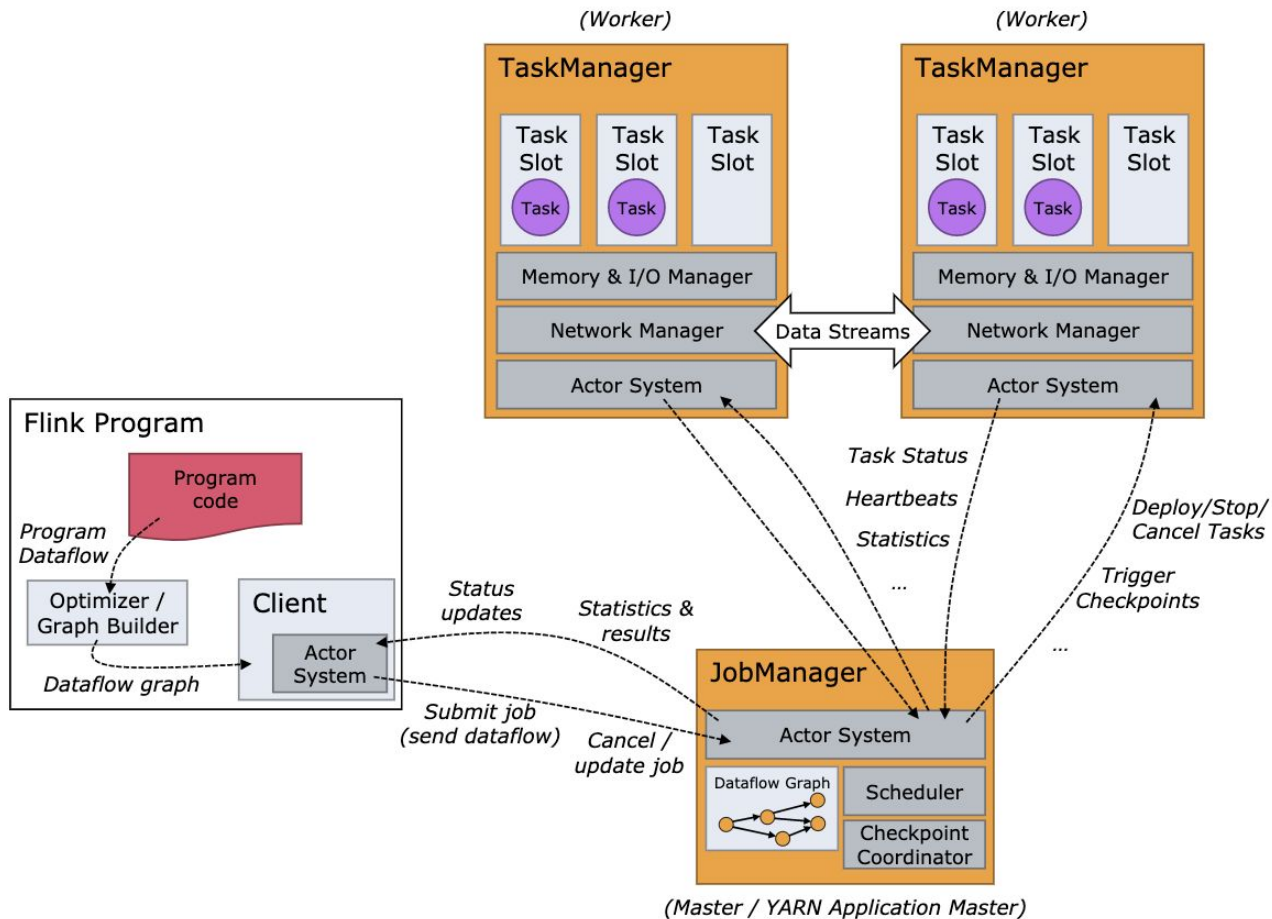 (Worker)
TaskManager
Task
Slot
Task
Task
Slot
Task
Task
Slot
Memory & I/O Manager
Network Manager
Actor System
(Worker)
TaskManager
Task
Slot
Task
Task
Slot
Task
Task
Slot
Memory & I/O Manager
Network Manager
Actor System
Data Streams
Flink Program
Program
code
Program
Dataflow
Optimizer /
Graph Builder
Dataflow graph
Client
Actor
System
Status
updates
Statistics &
results
Submit job
(send dataflow)
Cancel /
update job
Task Status
Heartbeats
Statistics
...
Deploy/Stop/
Cancel Tasks
Trigger
Checkpoints
...
JobManager
Actor System
Dataflow Graph
Scheduler
Checkpoint
Coordinator
(Master / YARN Application Master)